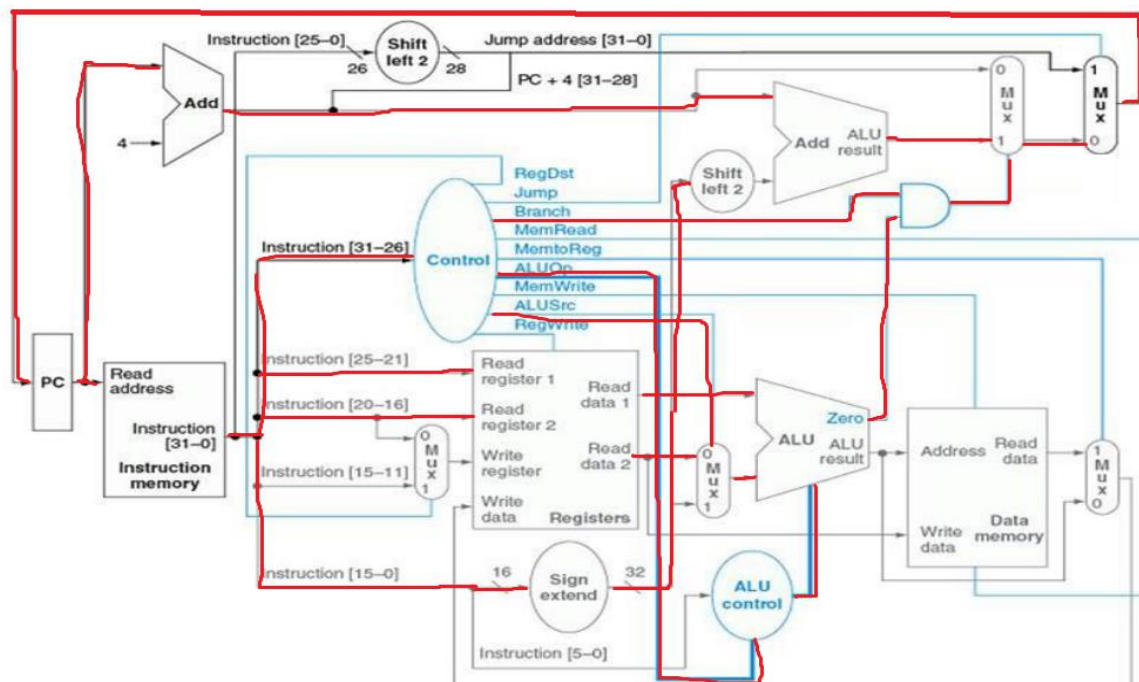 Instruction [25–0]
Shift
left 2
Jump address [31–0]
26
28
PC + 4 [31–28]
Add
4
0
M
u
x
1
1
M
u
x
0
Add
ALU
result
Shift
left 2
RegDst
Jump
Branch
MemRead
MemtoReg
ALUOp
MemWrite
ALUSrc
RegWrite
Instruction [31–26]
Control
PC
Read
address
Instruction
[31–0]
Instruction
memory
Instruction [25–21]
Instruction [20–16]
Instruction [15–11]
0
M
u
x
1
Read
register 1
Read
register 2
Write
register
Write
data
Read
data 1
Read
data 2
Registers
0
M
u
x
1
Zero
ALU
ALU
result
Address
Read
data
Write
data
Data
memory
1
M
u
x
0
Instruction [15–0]
16
Sign
extend
32
ALU
control
Instruction [5–0]